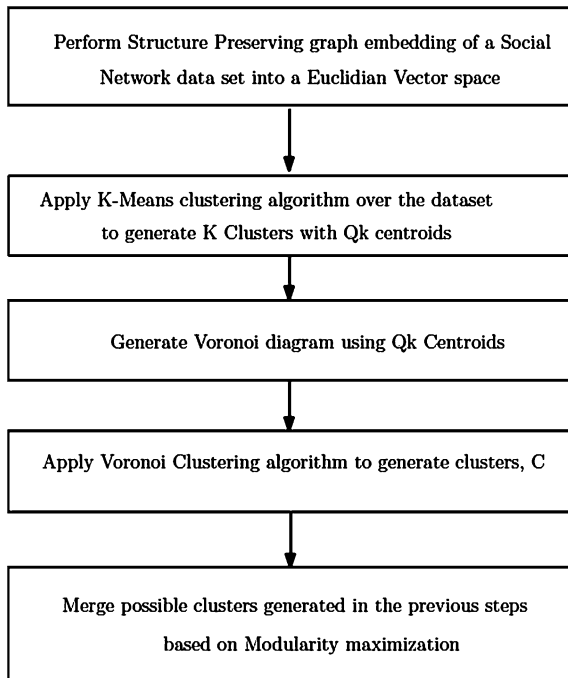 Perform Structure Preserving graph embedding of a Social
Network data set into a Euclidian Vector space
Apply K-Means clustering algorithm over the dataset
to generate K Clusters with Qk centroids
Generate Voronoi diagram using Qk Centroids
Apply Voronoi Clustering algorithm to generate clusters, C
Merge possible clusters generated in the previous steps
based on Modularity maximization